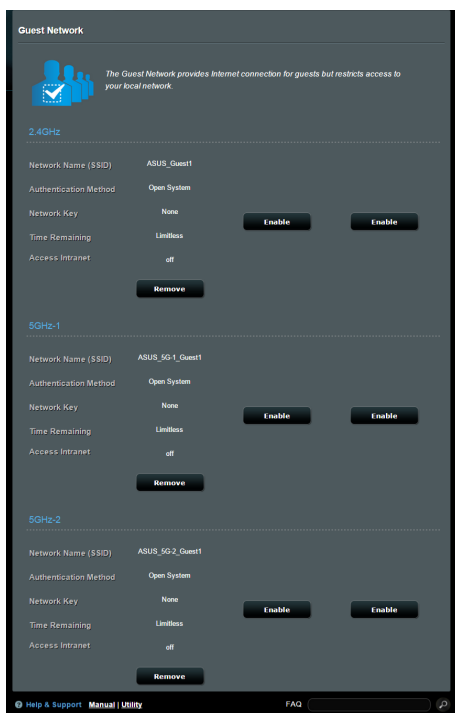 Guest Network
The Guest Network provides Internet connection for guests but restricts access to
your local network.
2.4GHz
Network Name (SSID) ASUS_Guest1
Authentication Method Open System
Network Key None Enable Enable
Time Remaining Limitless
Access Intranet off
Remove
5GHz-1
Network Name (SSID) ASUS_5G-1_Guest1
Authentication Method Open System
Network Key None Enable Enable
Time Remaining Limitless
Access Intranet off
Remove
5GHz-2
Network Name (SSID) ASUS_5G-2_Guest1
Authentication Method Open System
Network Key None Enable Enable
Time Remaining Limitless
Access Intranet off
Remove
Help & Support Manual | Utility FAQ